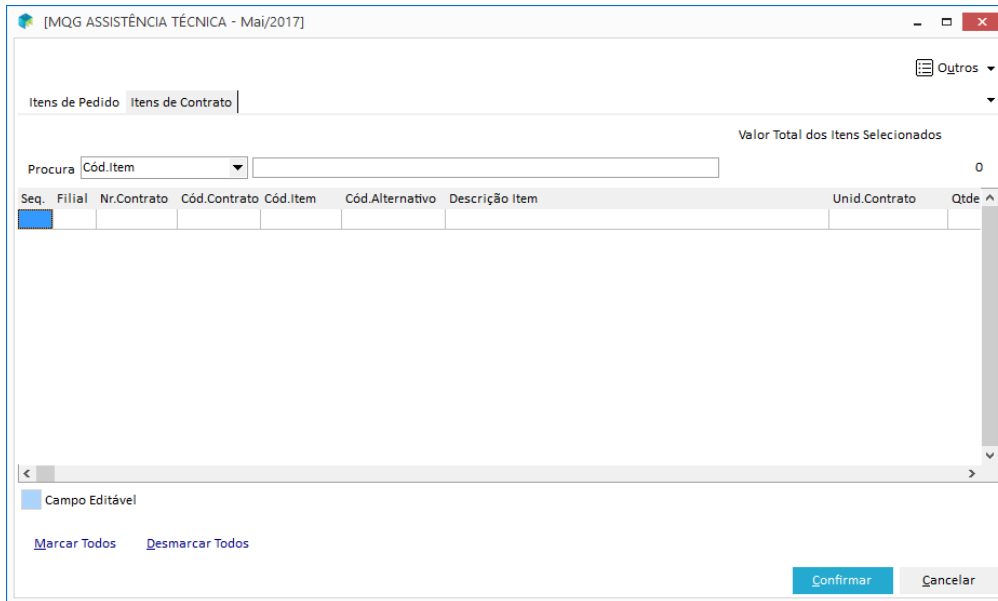 [MQG ASSISTÊNCIA TÉCNICA - Mai/2017]
Outros
Itens de Pedido Itens de Contrato
Valor Total dos Itens Selecionados
Procura Cód.Item 0
Seq. Filial Nr.Contrato Cód.Contrato Cód.Item Cód.Alternativo Descrição Item Unid.Contrato Qtde
Campo Editável
Marcar Todos Desmarcar Todos
Confirmar Cancelar